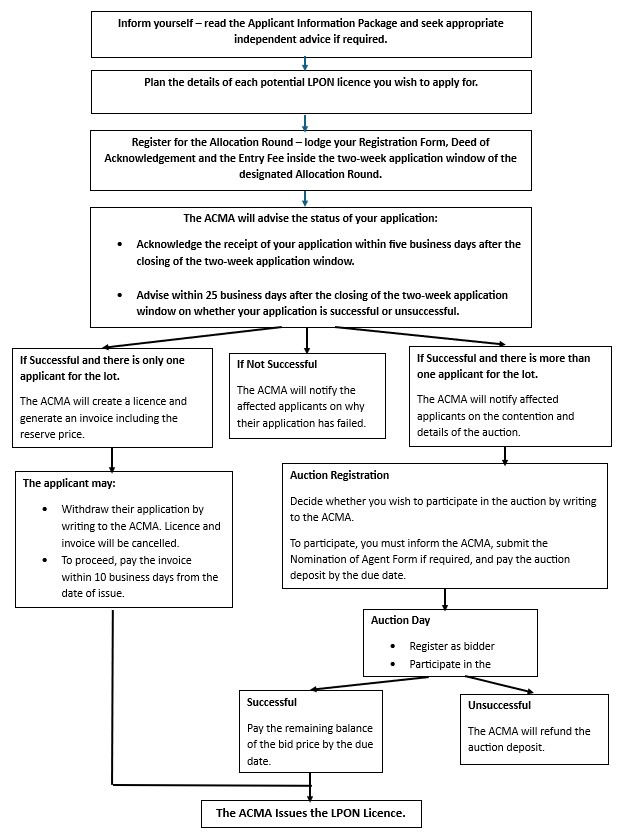 Inform yourself – read the Applicant Information Package and seek appropriate
independent advice if required.
Plan the details of each potential LPON licence you wish to apply for.
Register for the Allocation Round – lodge your Registration Form, Deed of
Acknowledgement and the Entry Fee inside the two-week application window of the
designated Allocation Round.
The ACMA will advise the status of your application:
• Acknowledge the receipt of your application within five business days after the
closing of the two-week application window.
• Advise within 25 business days after the closing of the two-week application
window on whether your application is successful or unsuccessful.
If Successful and there is only one
applicant for the lot.
The ACMA will create a licence and
generate an invoice including the
reserve price.
If Not Successful
The ACMA will notify the
affected applicants on why
their application has failed.
If Successful and there is more than
one applicant for the lot.
The ACMA will notify affected
applicants on the contention and
details of the auction.
The applicant may:
• Withdraw their application by
writing to the ACMA. Licence and
invoice will be cancelled.
• To proceed, pay the invoice
within 10 business days from the
date of issue.
Auction Registration
Decide whether you wish to participate in the auction by writing
to the ACMA.
To participate, you must inform the ACMA, submit the
Nomination of Agent Form if required, and pay the auction
deposit by the due date.
Auction Day
• Register as bidder
• Participate in the
Successful
Pay the remaining balance
of the bid price by the due
date.
Unsuccessful
The ACMA will refund the
auction deposit.
The ACMA Issues the LPON Licence.